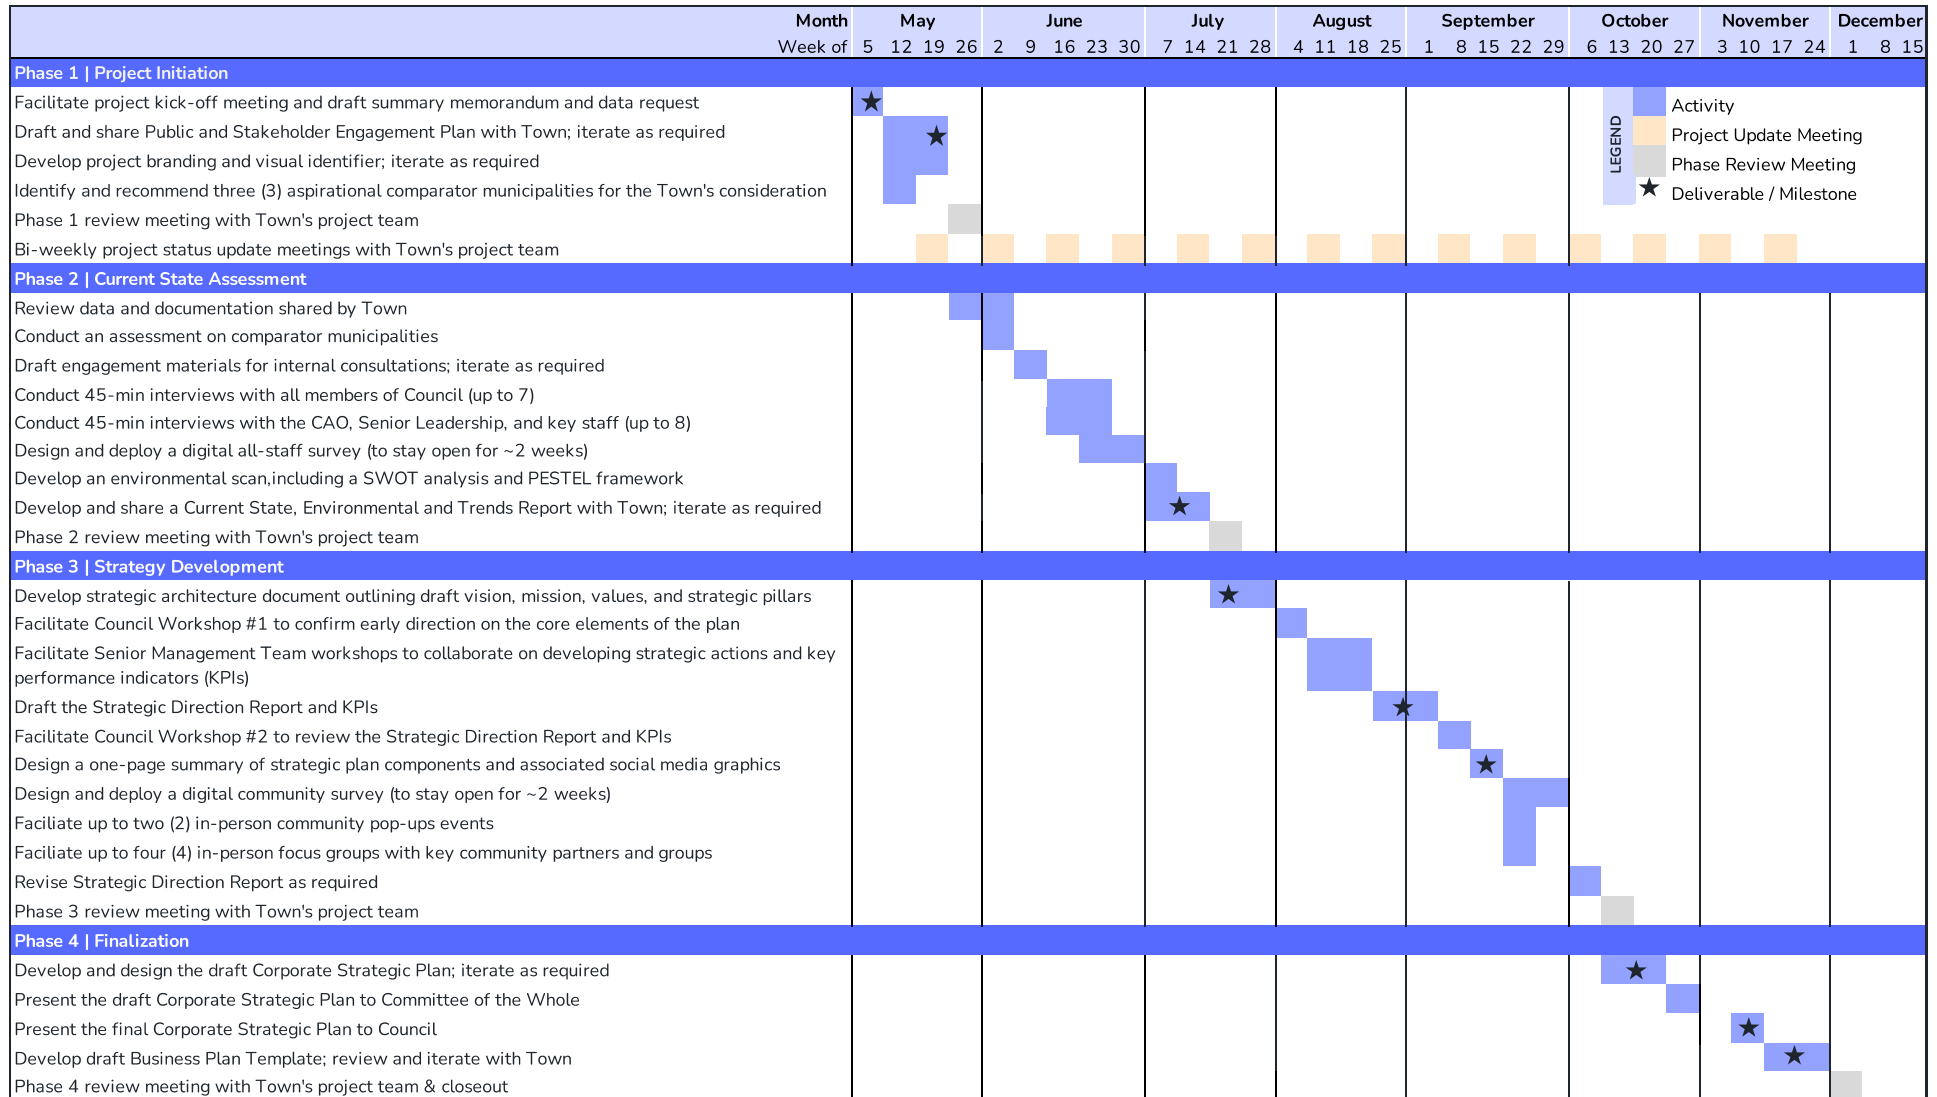 Month May June July August September October November December
Week of 5 12 19 26 2 9 16 23 30 7 14 21 28 4 11 18 25 1 8 15 22 29 6 13 20 27 3 10 17 24 1 8 15
Phase 1 | Project Initiation
Facilitate project kick-off meeting and draft summary memorandum and data request
Draft and share Public and Stakeholder Engagement Plan with Town; iterate as required
Develop project branding and visual identifier; iterate as required
Identify and recommend three (3) aspirational comparator municipalities for the Town's consideration
Phase 1 review meeting with Town's project team
Bi-weekly project status update meetings with Town's project team
LEGEND
Activity
Project Update Meeting
Phase Review Meeting
Deliverable / Milestone
Phase 2 | Current State Assessment
Review data and documentation shared by Town
Conduct an assessment on comparator municipalities
Draft engagement materials for internal consultations; iterate as required
Conduct 45-min interviews with all members of Council (up to 7)
Conduct 45-min interviews with the CAO, Senior Leadership, and key staff (up to 8)
Design and deploy a digital all-staff survey (to stay open for ~2 weeks)
Develop an environmental scan,including a SWOT analysis and PESTEL framework
Develop and share a Current State, Environmental and Trends Report with Town; iterate as required
Phase 2 review meeting with Town's project team
Phase 3 | Strategy Development
Develop strategic architecture document outlining draft vision, mission, values, and strategic pillars
Facilitate Council Workshop #1 to confirm early direction on the core elements of the plan
Facilitate Senior Management Team workshops to collaborate on developing strategic actions and key
performance indicators (KPIs)
Draft the Strategic Direction Report and KPIs
Facilitate Council Workshop #2 to review the Strategic Direction Report and KPIs
Design a one-page summary of strategic plan components and associated social media graphics
Design and deploy a digital community survey (to stay open for ~2 weeks)
Faciliate up to two (2) in-person community pop-ups events
Faciliate up to four (4) in-person focus groups with key community partners and groups
Revise Strategic Direction Report as required
Phase 3 review meeting with Town's project team
Phase 4 | Finalization
Develop and design the draft Corporate Strategic Plan; iterate as required
Present the draft Corporate Strategic Plan to Committee of the Whole
Present the final Corporate Strategic Plan to Council
Develop draft Business Plan Template; review and iterate with Town
Phase 4 review meeting with Town's project team & closeout